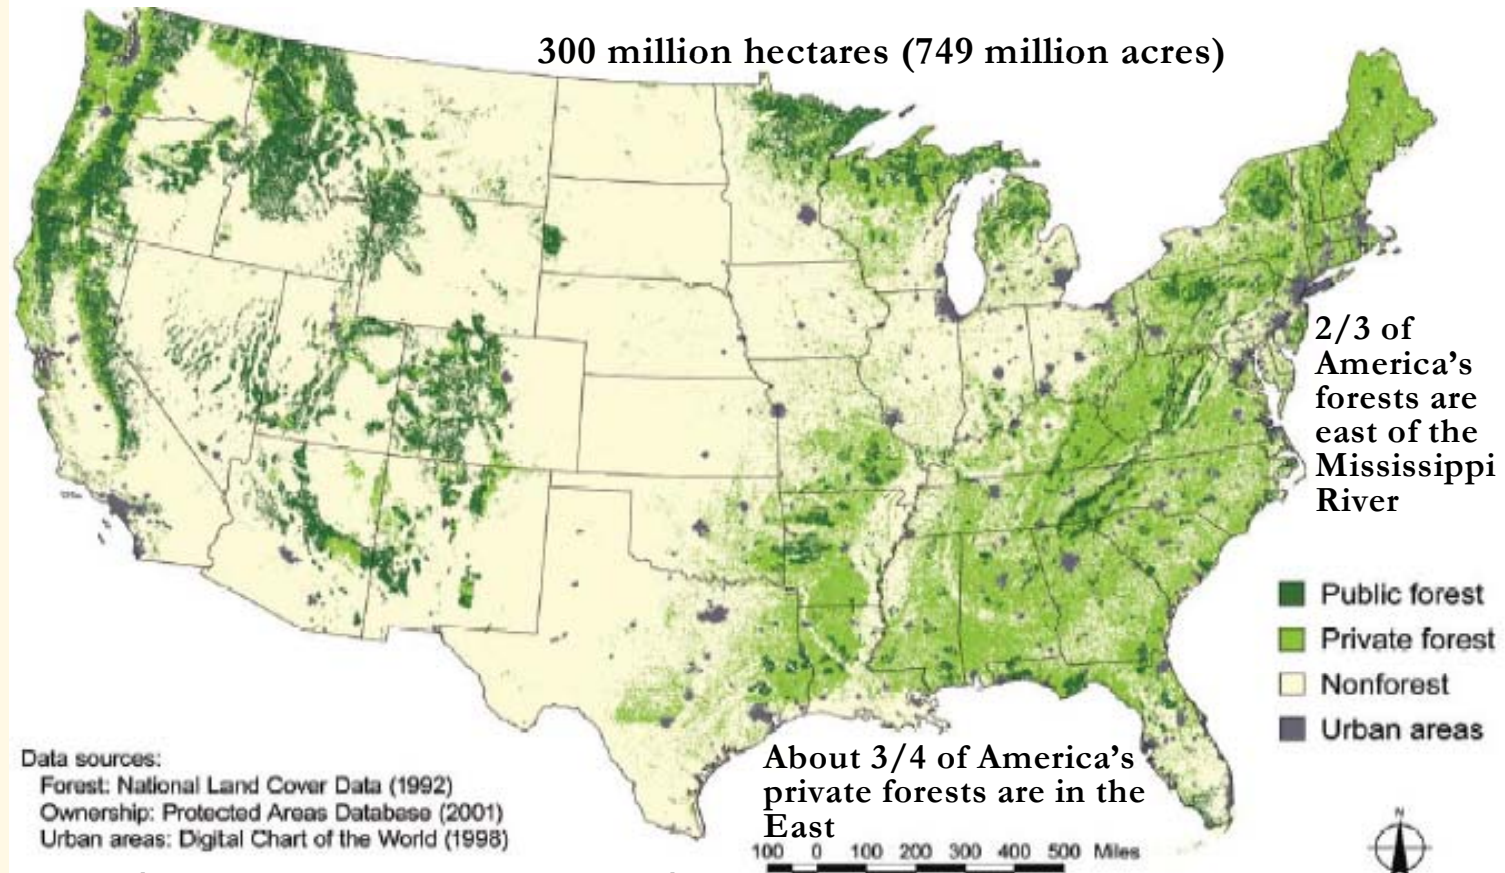 300 million hectares (749 million acres)
2/3 of
America’s
forests are
east of the
Mississippi
River
Public forest
Private forest
Nonforest
Urban areas
Data sources:
Forest: National Land Cover Data (1992)
Ownership: Protected Areas Database (2001)
Urban areas: Digital Chart of the World (1998)
About 3/4 of America’s
private forests are in the
East
100 0 100 200 300 400 500 Miles
N